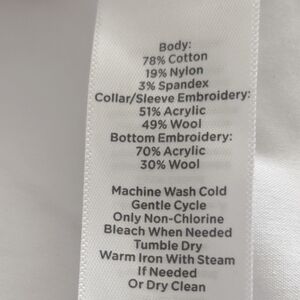 Body:
78% Cotton
19% Nylon
3% Spandex
Collar/Sleeve Embroidery:
51% Acrylic
49% Wool
Bottom Embroidery:
70% Acrylic
30% Wool
Machine Wash Cold
Gentle Cycle
Only Non-Chlorine
Bleach When Needed
Tumble Dry
Warm Iron With Steam
If Needed
Or Dry Clean